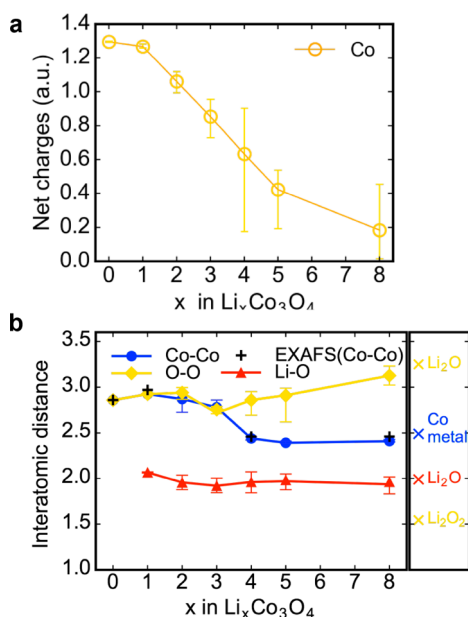 a
1.4
1.2
1.0
0.8
0.6
0.4
0.2
0.0
Net charges (a.u.)
Co
0 1 2 3 4 5 6 7 8
x in LiₓCo₃O₄
b
3.5
3.0
2.5
2.0
1.5
1.0
Interatomic distance
Co-Co
EXAFS(Co-Co)
O-O
Li-O
Li₂O
Co
metal
Li₂O
Li₂O₂
0 1 2 3 4 5 6 7 8
x in LiₓCo₃O₄